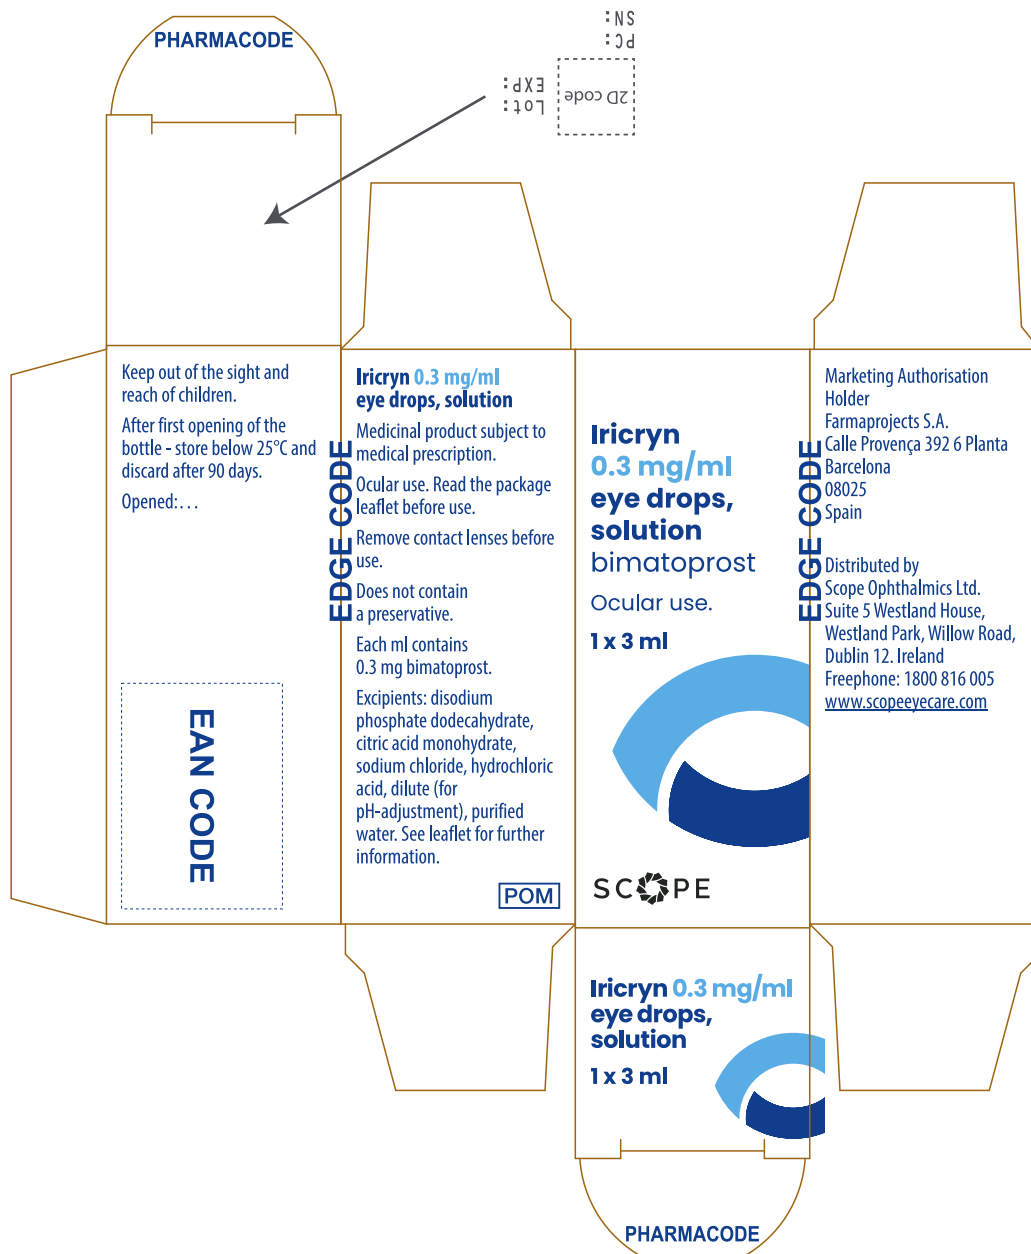 PHARMACODE
SN:
PC:
2D code
EXP:
Lot:
Keep out of the sight and
reach of children.
After first opening of the
bottle - store below 25°C and
discard after 90 days.
Opened:…
EAN CODE
EDGE CODE
Iricryn 0.3 mg/ml
eye drops, solution
Medicinal product subject to
medical prescription.
Ocular use. Read the package
leaflet before use.
Remove contact lenses before
use.
Does not contain
a preservative.
Each ml contains
0.3 mg bimatoprost.
Excipients: disodium
phosphate dodecahydrate,
citric acid monohydrate,
sodium chloride, hydrochloric
acid, dilute (for
pH-adjustment), purified
water. See leaflet for further
information.
POM
Iricryn
0.3 mg/ml
eye drops,
solution
bimatoprost
Ocular use.
1 x 3 ml
SCOPE
EDGE CODE
Marketing Authorisation
Holder
Farmaprojects S.A.
Calle Provença 392 6 Planta
Barcelona
08025
Spain
Distributed by
Scope Ophthalmics Ltd.
Suite 5 Westland House,
Westland Park, Willow Road,
Dublin 12. Ireland
Freephone: 1800 816 005
www.scopeeyecare.com
Iricryn 0.3 mg/ml
eye drops,
solution
1 x 3 ml
PHARMACODE